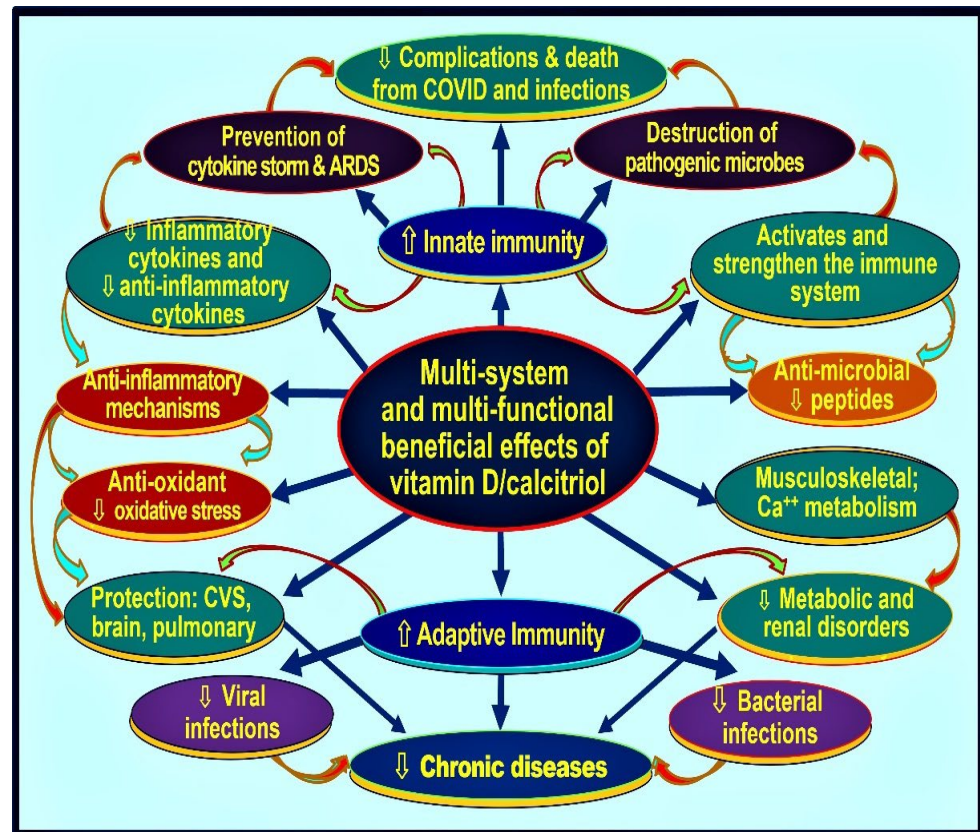 ⇩ Complications & death
from COVID and infections
Prevention of
cytokine storm & ARDS
Destruction of
pathogenic microbes
⇩ Inflammatory
cytokines and
⇩ anti-inflammatory
cytokines
⇧ Innate immunity
Activates and
strengthen the immune
system
Anti-inflammatory
mechanisms
Multi-system
and multi-functional
beneficial effects of
vitamin D/calcitriol
Anti-microbial
⇩ peptides
Anti-oxidant
⇩ oxidative stress
Musculoskeletal;
Ca⁺⁺ metabolism
Protection: CVS,
brain, pulmonary
⇧ Adaptive Immunity
⇩ Metabolic and
renal disorders
⇩ Viral
infections
⇩ Bacterial
infections
⇩ Chronic diseases